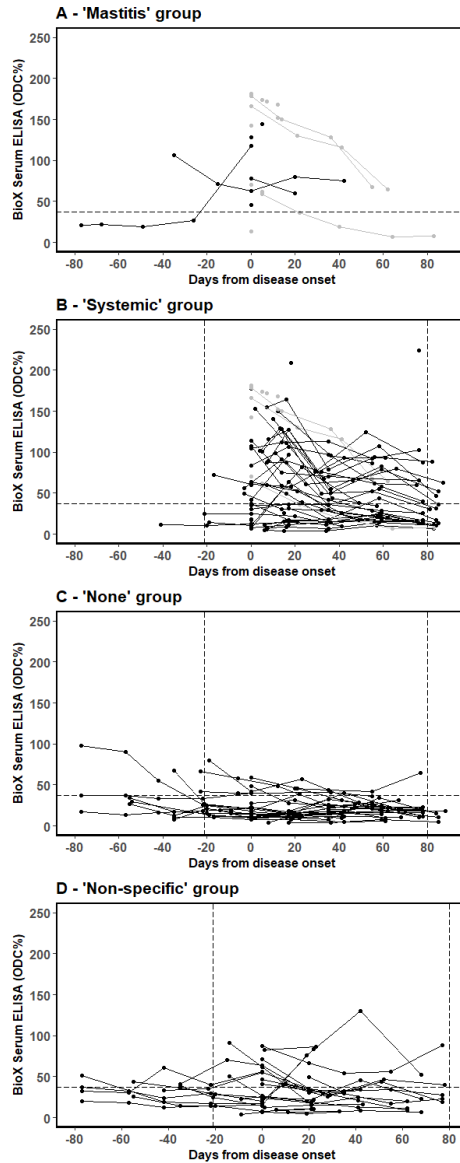 A - 'Mastitis' group
250
200
150
100
50
0
BioX Serum ELISA (ODC%)
-80 -60 -40 -20 0 20 40 60 80
Days from disease onset
B - 'Systemic' group
250
200
150
100
50
0
BioX Serum ELISA (ODC%)
-80 -60 -40 -20 0 20 40 60 80
Days from disease onset
C - 'None' group
250
200
150
100
50
0
BioX Serum ELISA (ODC%)
-80 -60 -40 -20 0 20 40 60 80
Days from disease onset
D - 'Non-specific' group
250
200
150
100
50
0
BioX Serum ELISA (ODC%)
-80 -60 -40 -20 0 20 40 60 80
Days from disease onset